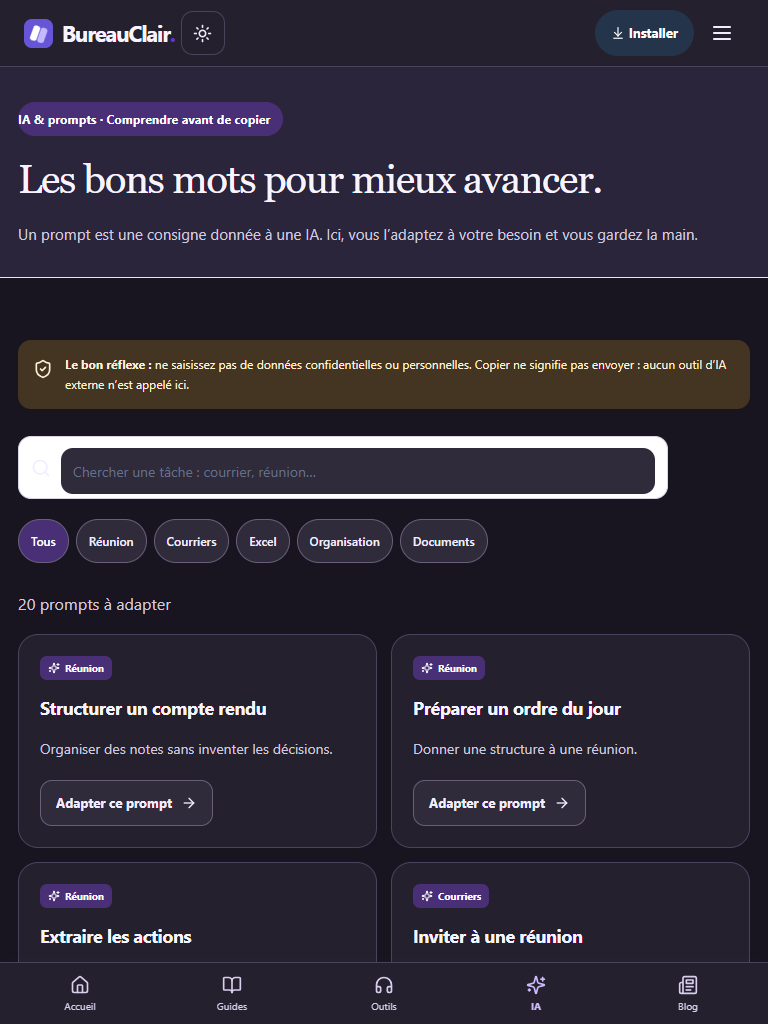 BureauClair.
Installer
IA & prompts · Comprendre avant de copier
Les bons mots pour mieux avancer.
Un prompt est une consigne donnée à une IA. Ici, vous l’adaptez à votre besoin et vous gardez la main.
Le bon réflexe : ne saisissez pas de données confidentielles ou personnelles. Copier ne signifie pas envoyer : aucun outil d’IA
externe n’est appelé ici.
Chercher une tâche : courrier, réunion…
Tous
Réunion
Courriers
Excel
Organisation
Documents
20 prompts à adapter
Réunion
Structurer un compte rendu
Organiser des notes sans inventer les décisions.
Adapter ce prompt
Réunion
Préparer un ordre du jour
Donner une structure à une réunion.
Adapter ce prompt
Réunion
Extraire les actions
Courriers
Inviter à une réunion
Accueil
Guides
Outils
IA
Blog